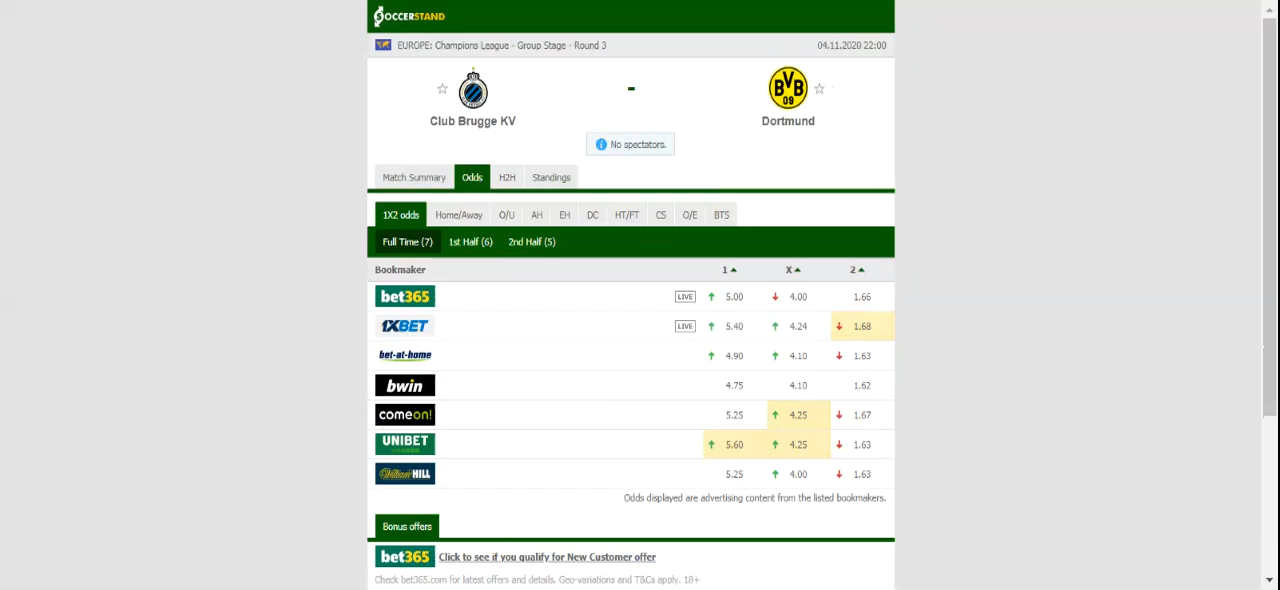 SOCCERSTAND
EUROPE: Champions League - Group Stage - Round 3 04.11.2020 22:00
BVB 09
Club Brugge KV Dortmund
No spectators.
Match Summary Odds H2H Standings
1X2 odds Home/Away O/U AH EH DC HT/FT CS O/E BTS
Full Time (7) 1st Half (6) 2nd Half (5)
Bookmaker 1 X 2
bet365 LIVE 5.00 4.00 1.66
1XBET LIVE 5.40 4.24 1.68
bet-at-home 4.90 4.10 1.63
bwin 4.75 4.10 1.62
comeon! 5.25 4.25 1.67
UNIBET 5.60 4.25 1.63
William HILL 5.25 4.00 1.63
Odds displayed are advertising content from the listed bookmakers.
Bonus offers
bet365 Click to see if you qualify for New Customer offer
Check bet365.com for latest offers and details. Geo-variations and T&Cs apply. 18+